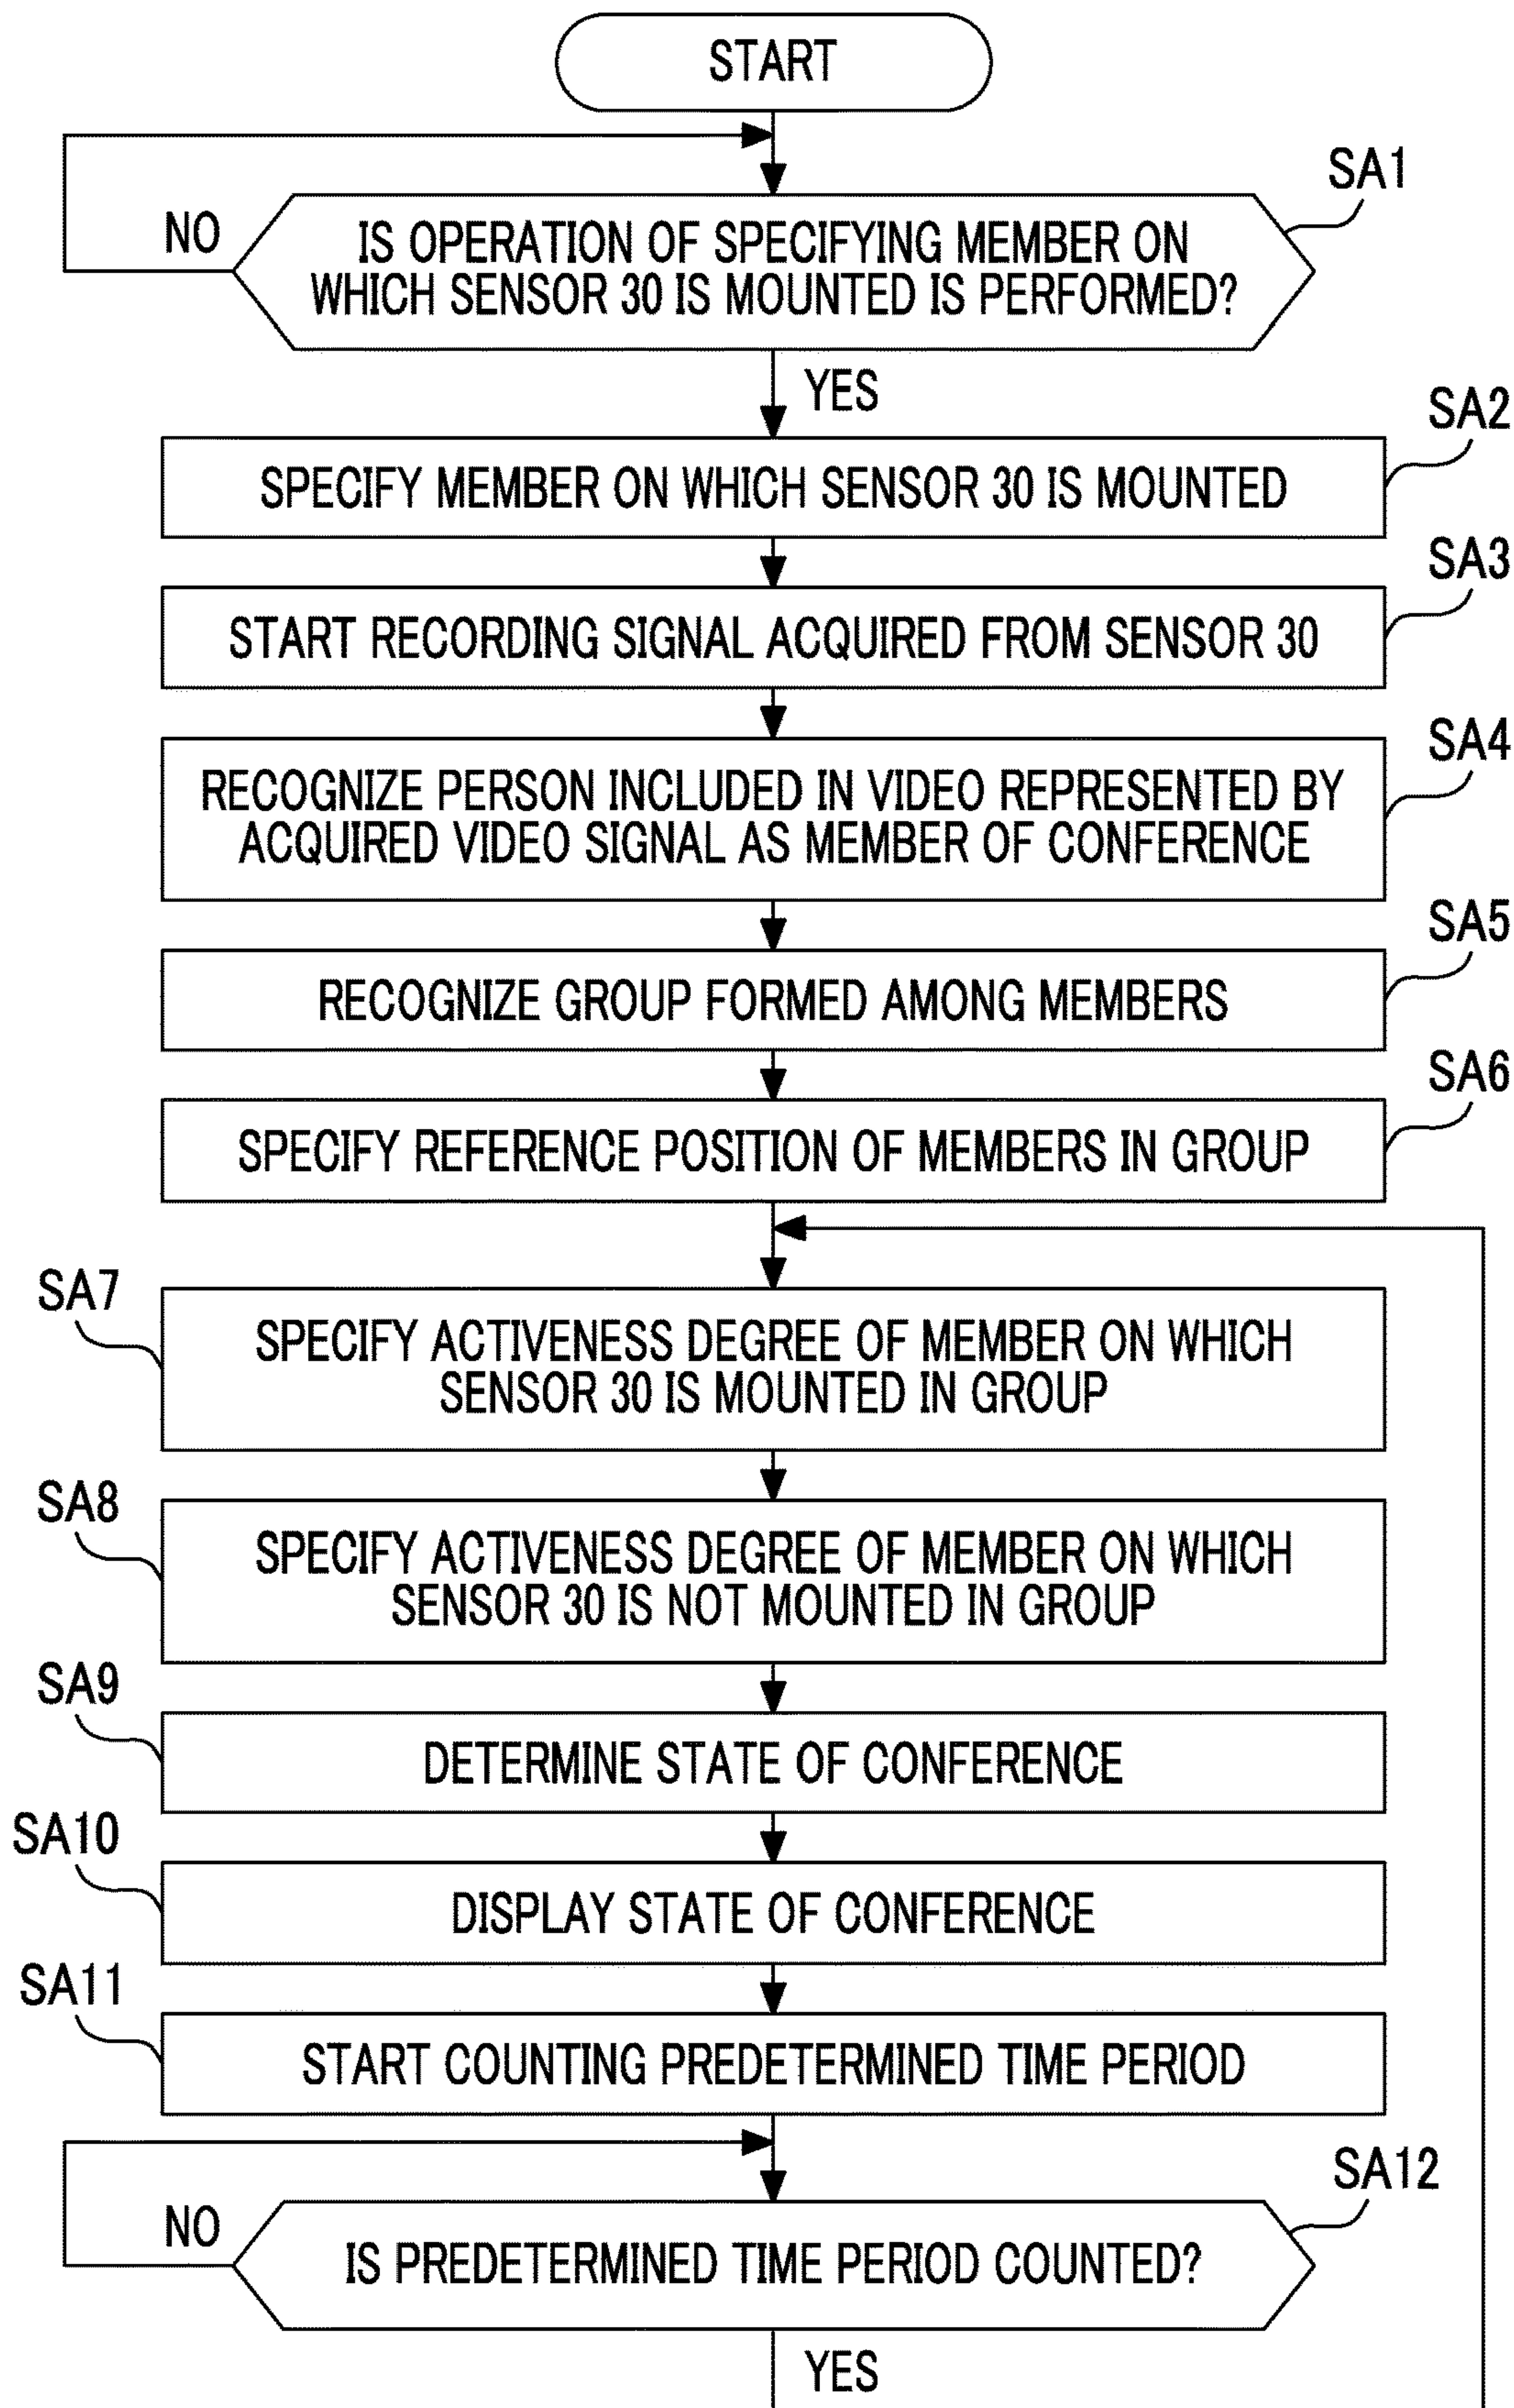 START
SA1
NO
IS OPERATION OF SPECIFYING MEMBER ON
WHICH SENSOR 30 IS MOUNTED IS PERFORMED?
YES
SA2
SPECIFY MEMBER ON WHICH SENSOR 30 IS MOUNTED
SA3
START RECORDING SIGNAL ACQUIRED FROM SENSOR 30
SA4
RECOGNIZE PERSON INCLUDED IN VIDEO REPRESENTED BY
ACQUIRED VIDEO SIGNAL AS MEMBER OF CONFERENCE
SA5
RECOGNIZE GROUP FORMED AMONG MEMBERS
SA6
SPECIFY REFERENCE POSITION OF MEMBERS IN GROUP
SA7
SPECIFY ACTIVENESS DEGREE OF MEMBER ON WHICH
SENSOR 30 IS MOUNTED IN GROUP
SA8
SPECIFY ACTIVENESS DEGREE OF MEMBER ON WHICH
SENSOR 30 IS NOT MOUNTED IN GROUP
SA9
DETERMINE STATE OF CONFERENCE
SA10
DISPLAY STATE OF CONFERENCE
SA11
START COUNTING PREDETERMINED TIME PERIOD
SA12
NO
IS PREDETERMINED TIME PERIOD COUNTED?
YES